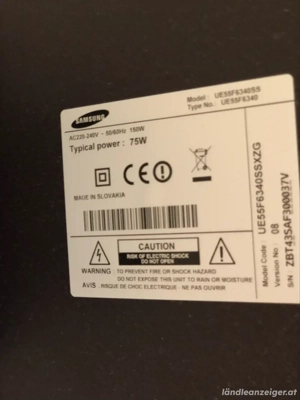 SAMSUNG
Model : UE55F6340SS
Type No. : UE55F6340
AC220-240V ~ 50/60Hz 150W
Typical power : 75W
CE
MADE IN SLOVAKIA
CAUTION
RISK OF ELECTRIC SHOCK
DO NOT OPEN
WARNING : TO PREVENT FIRE OR SHOCK HAZARD
DO NOT EXPOSE THIS UNIT TO RAIN OR MOISTURE
AVIS : RISQUE DE CHOC ELECTRIQUE - NE PAS OUVRIR
Model Code : UE55F6340SSXZG
Version No : 08
S/N : ZBT43SAF300037V
ländleanzeiger.at